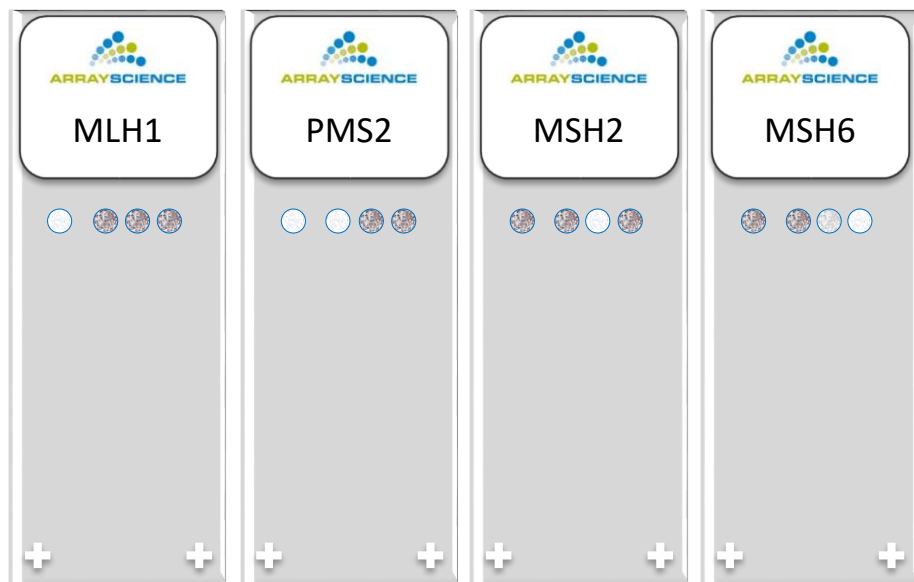 ARRAYSCIENCE
MLH1
ARRAYSCIENCE
PMS2
ARRAYSCIENCE
MSH2
ARRAYSCIENCE
MSH6